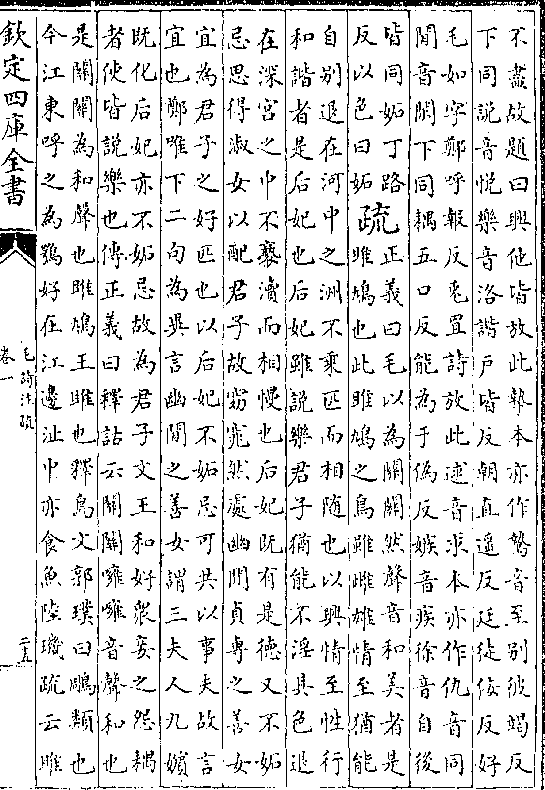 不盡故題曰興他皆放此摯本亦作鷙音至别彼竭反
下同説音悦樂音洛諧户皆反朝直遥反廷徒佞反好
毛如字鄭呼報反兎罝詩放此逑音求本亦作仇音同
閒音閑下同耦五口反能為于偽反嫉音疾徐音自後
皆同妬丁路
反以色曰妬
疏
正義曰毛以為關關然聲音和美者是
雎鳩也此雎鳩之鳥雖雌雄情至猶能
自别退在河中之洲不乘匹而相隨也以興情至性行
和諧者是后妃也后妃雖説樂君子猶能不淫其色退
在深宫之中不褻瀆而相慢也后妃既有是德又不妬
忌思得淑女以配君子故窈窕然處幽閒貞專之善女
宜為君子之好匹也以后妃不妬忌可共以事夫故言
宜也鄭唯下二句為異言幽閒之善女謂三夫人九嬪
既化后妃亦不妬忌故為君子文王和好衆妾之怨耦
者使皆説樂也傳正義曰釋詁云關關噰噰音聲和也
是關關為和聲也雎鳩王雎也釋鳥文郭璞曰鵰類也
今江東呼之為鶚好在江邊沚中亦食魚陸璣疏云雎
欽定四庫全書
毛詩注疏
卷一
二五